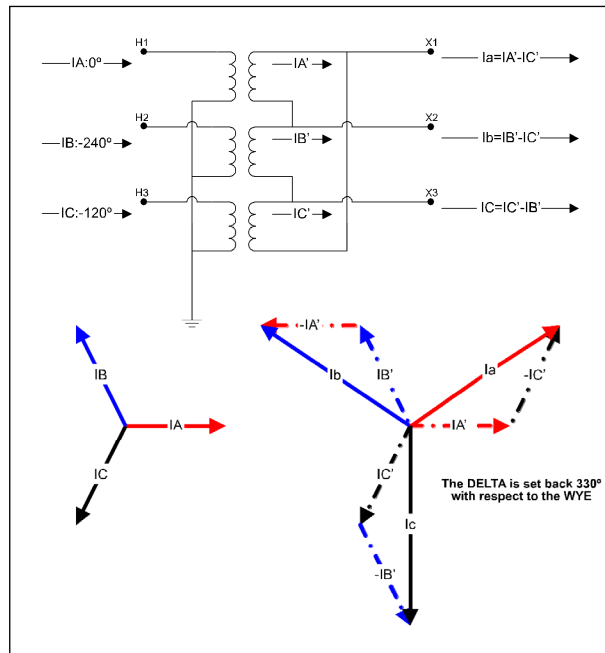 H1
X1
IA:0º
IA’
Ia=IA’-IC’
H2
X2
IB:-240º
IB’
Ib=IB’-IC’
H3
X3
IC:-120º
IC’
IC=IC’-IB’
-IA’
IB
Ib
IB’
Ia
-IC’
IA
IA’
IC
IC’
Ic
-IB’
The DELTA is set back 330º
with respect to the WYE